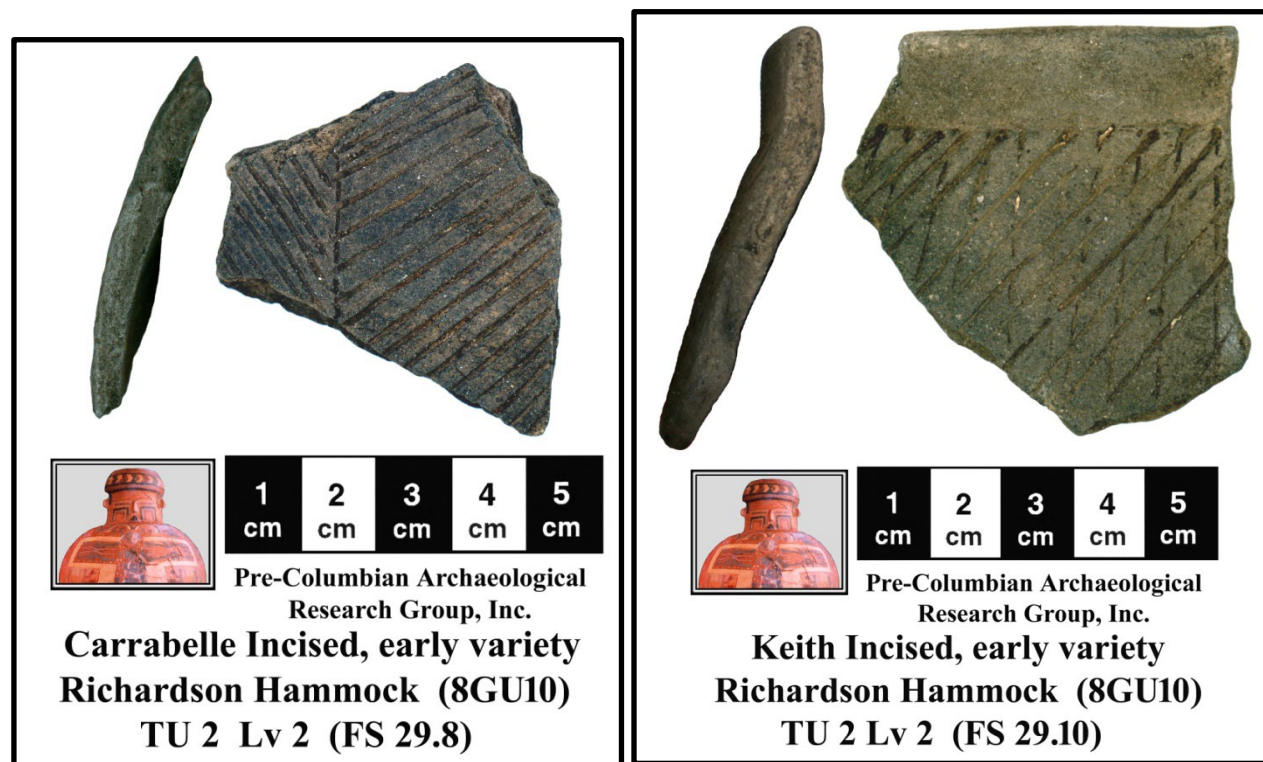 1 cm
2 cm
3 cm
4 cm
5 cm
Pre-Columbian Archaeological
Research Group, Inc.
Carrabelle Incised, early variety
Richardson Hammock (8GU10)
TU 2 Lv 2 (FS 29.8)
1 cm
2 cm
3 cm
4 cm
5 cm
Pre-Columbian Archaeological
Research Group, Inc.
Keith Incised, early variety
Richardson Hammock (8GU10)
TU 2 Lv 2 (FS 29.10)